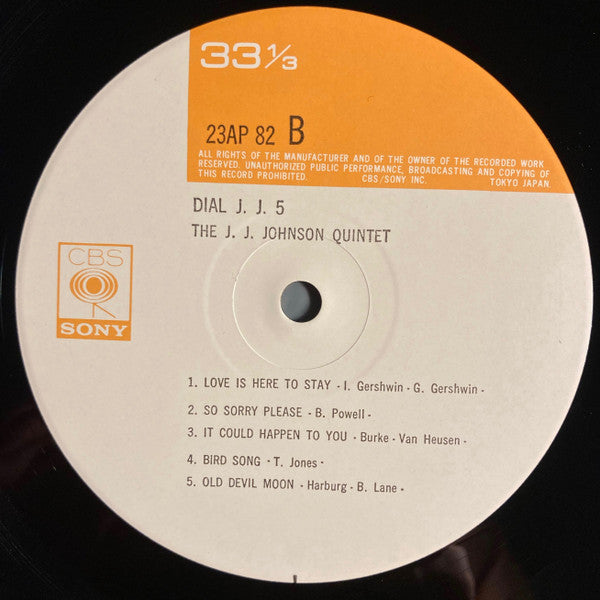 33 1/3
23AP 82 B
ALL RIGHTS OF THE MANUFACTURER AND OF THE OWNER OF THE RECORDED WORK
RESERVED. UNAUTHORIZED PUBLIC PERFORMANCE, BROADCASTING AND COPYING OF
THIS RECORD PROHIBITED. CBS/SONY INC. TOKYO JAPAN.
DIAL J. J. 5
THE J. J. JOHNSON QUINTET
CBS
SONY
1. LOVE IS HERE TO STAY - I. Gershwin - G. Gershwin -
2. SO SORRY PLEASE - B. Powell -
3. IT COULD HAPPEN TO YOU - Burke - Van Heusen -
4. BIRD SONG - T. Jones -
5. OLD DEVIL MOON - Harburg - B. Lane -